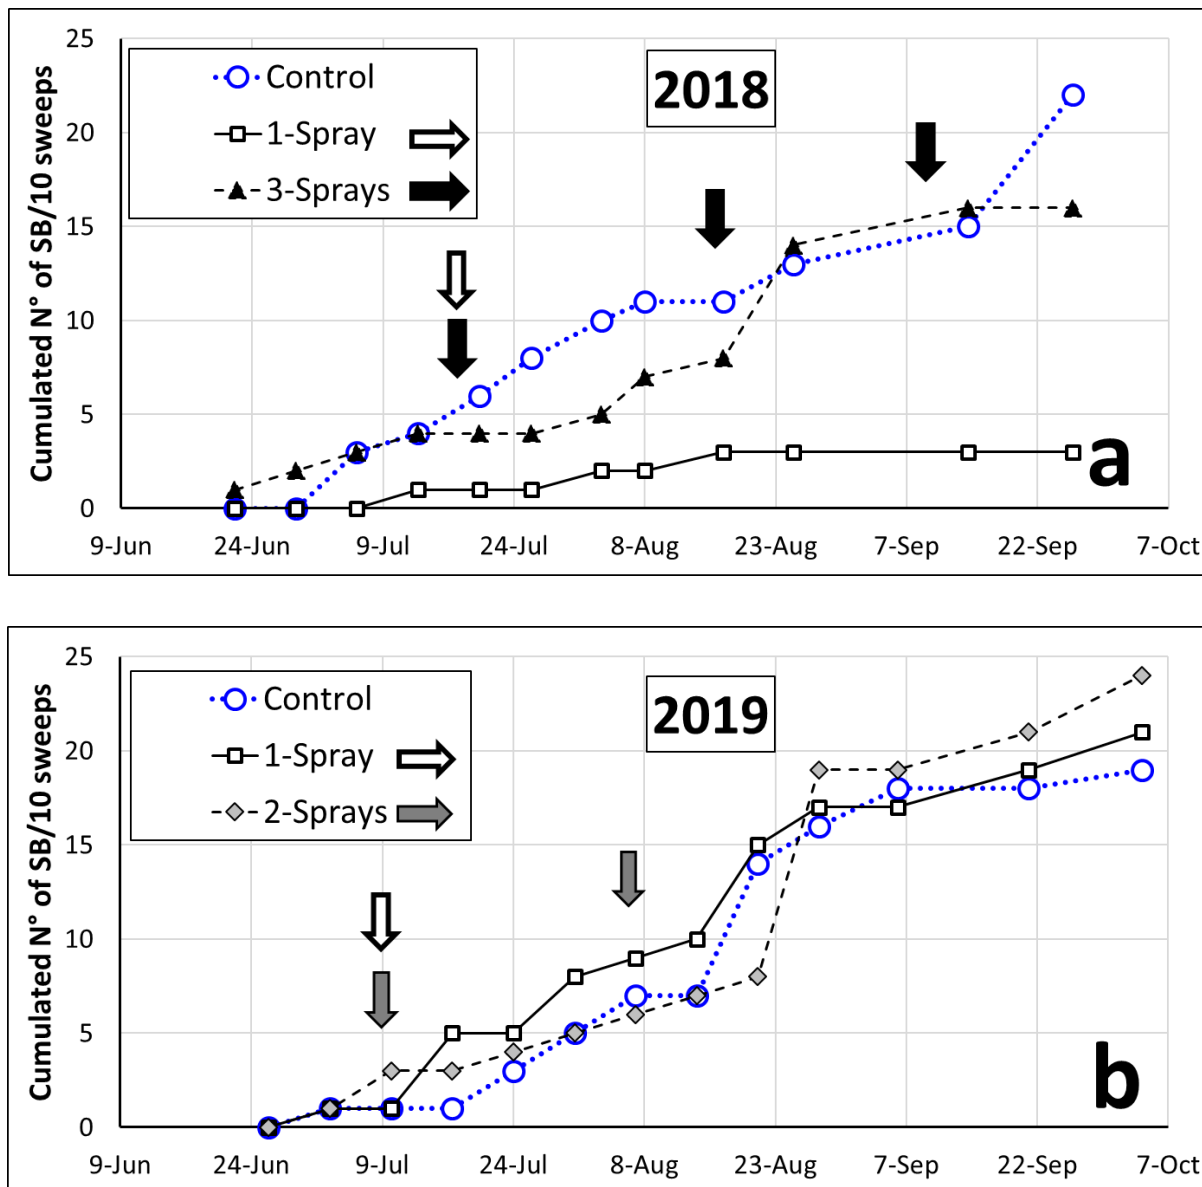 Cumulated N° of SB/10 sweeps
25
20
15
10
5
0
Control
1-Spray
3-Sprays
2018
a
9-Jun 24-Jun 9-Jul 24-Jul 8-Aug 23-Aug 7-Sep 22-Sep 7-Oct
Cumulated N° of SB/10 sweeps
25
20
15
10
5
0
Control
1-Spray
2-Sprays
2019
b
9-Jun 24-Jun 9-Jul 24-Jul 8-Aug 23-Aug 7-Sep 22-Sep 7-Oct